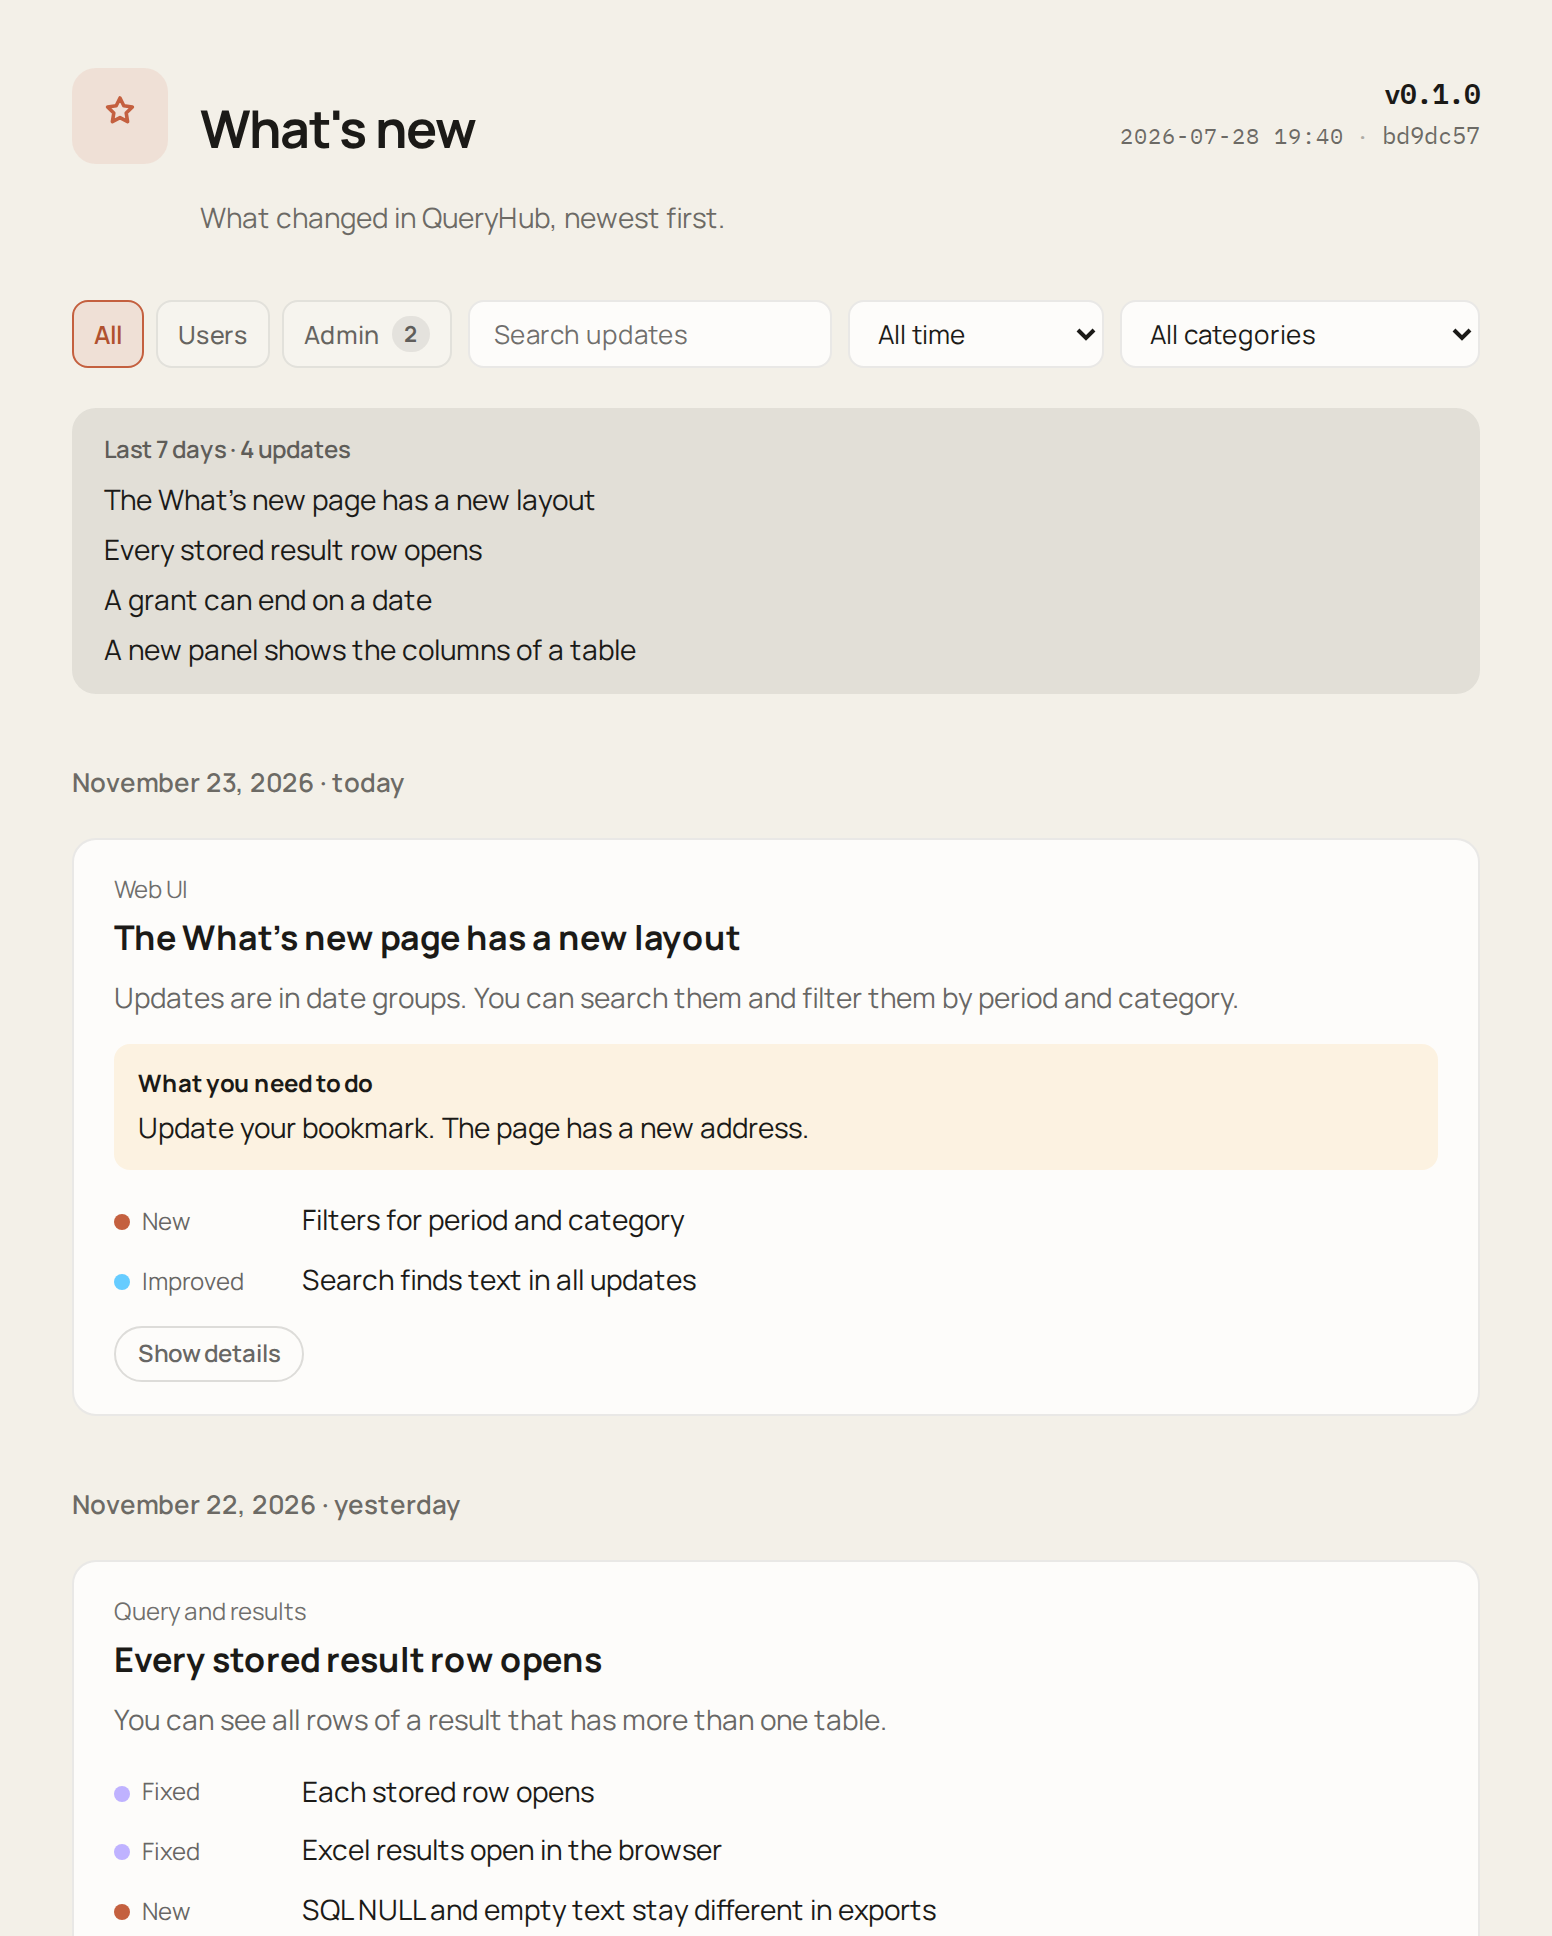 What's new
v0.1.0
2026-07-28 19:40 · bd9dc57
What changed in QueryHub, newest first.
All
Users
Admin 2
Search updates
All time
All categories
Last 7 days · 4 updates
The What’s new page has a new layout
Every stored result row opens
A grant can end on a date
A new panel shows the columns of a table
November 23, 2026 · today
Web UI
The What’s new page has a new layout
Updates are in date groups. You can search them and filter them by period and category.
What you need to do
Update your bookmark. The page has a new address.
New Filters for period and category
Improved Search finds text in all updates
Show details
November 22, 2026 · yesterday
Query and results
Every stored result row opens
You can see all rows of a result that has more than one table.
Fixed Each stored row opens
Fixed Excel results open in the browser
New SQL NULL and empty text stay different in exports